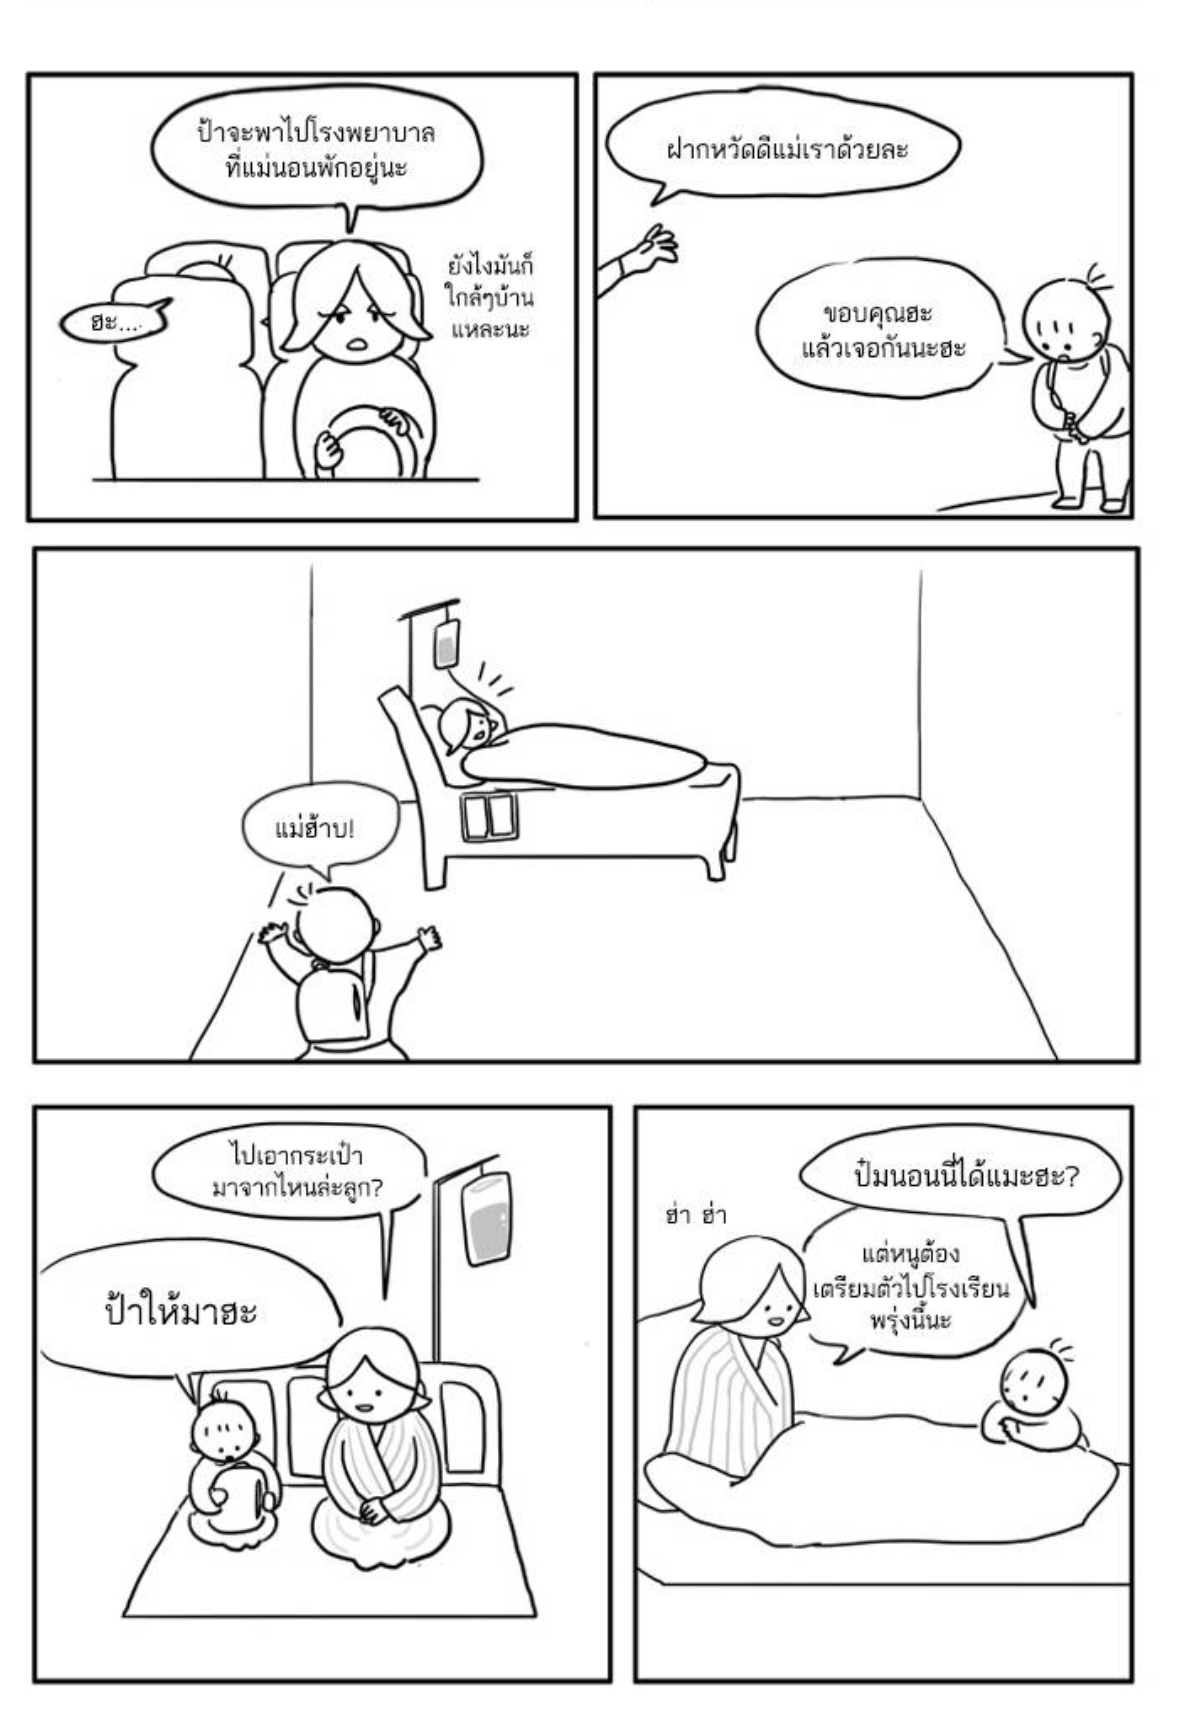 ป้าจะพาไปโรงพยาบาล
ที่แม่นอนพักอยู่นะ
ยังไงมันก็
ใกล้ๆบ้าน
แหละนะ
ฮะ....
ฝากหวัดดีแม่เราด้วยละ
ขอบคุณฮะ
แล้วเจอกันนะฮะ
แม่ฮ้าบ!
ไปเอากระเป๋า
มาจากไหนล่ะลูก?
ป้าให้มาฮะ
ป๋มนอนนี่ได้แมะฮะ?
ฮ่า ฮ่า
แต่หนูต้อง
เตรียมตัวไปโรงเรียน
พรุ่งนี้นะ